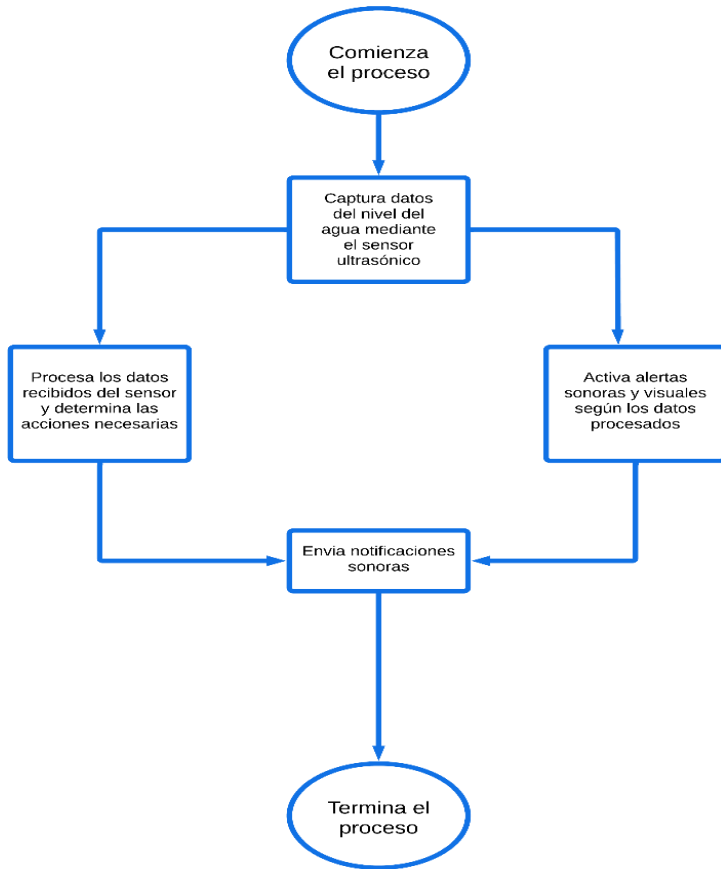 Comienza
el proceso
Captura datos
del nivel del
agua mediante
el sensor
ultrasónico
Procesa los datos
recibidos del sensor
y determina las
acciones necesarias
Activa alertas
sonoras y visuales
según los datos
procesados
Envia notificaciones
sonoras
Termina el
proceso